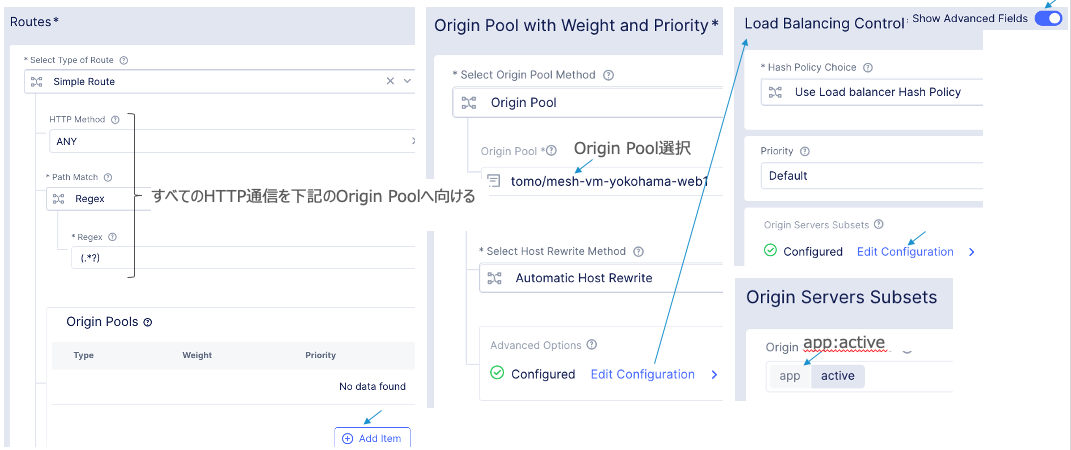 Routes*
* Select Type of Route
Simple Route
HTTP Method
ANY
* Path Match
Regex
すべてのHTTP通信を下記のOrigin Poolへ向ける
* Regex
(.*?)
Origin Pools
Type Weight Priority
No data found
Add Item
Origin Pool with Weight and Priority*
* Select Origin Pool Method
Origin Pool
Origin Pool *
Origin Pool選択
tomo/mesh-vm-yokohama-web1
* Select Host Rewrite Method
Automatic Host Rewrite
Advanced Options
Configured Edit Configuration
Load Balancing Control
Show Advanced Fields
* Hash Policy Choice
Use Load balancer Hash Policy
Priority
Default
Origin Servers Subsets
Configured Edit Configuration
Origin Servers Subsets
Origin
app:active
app active